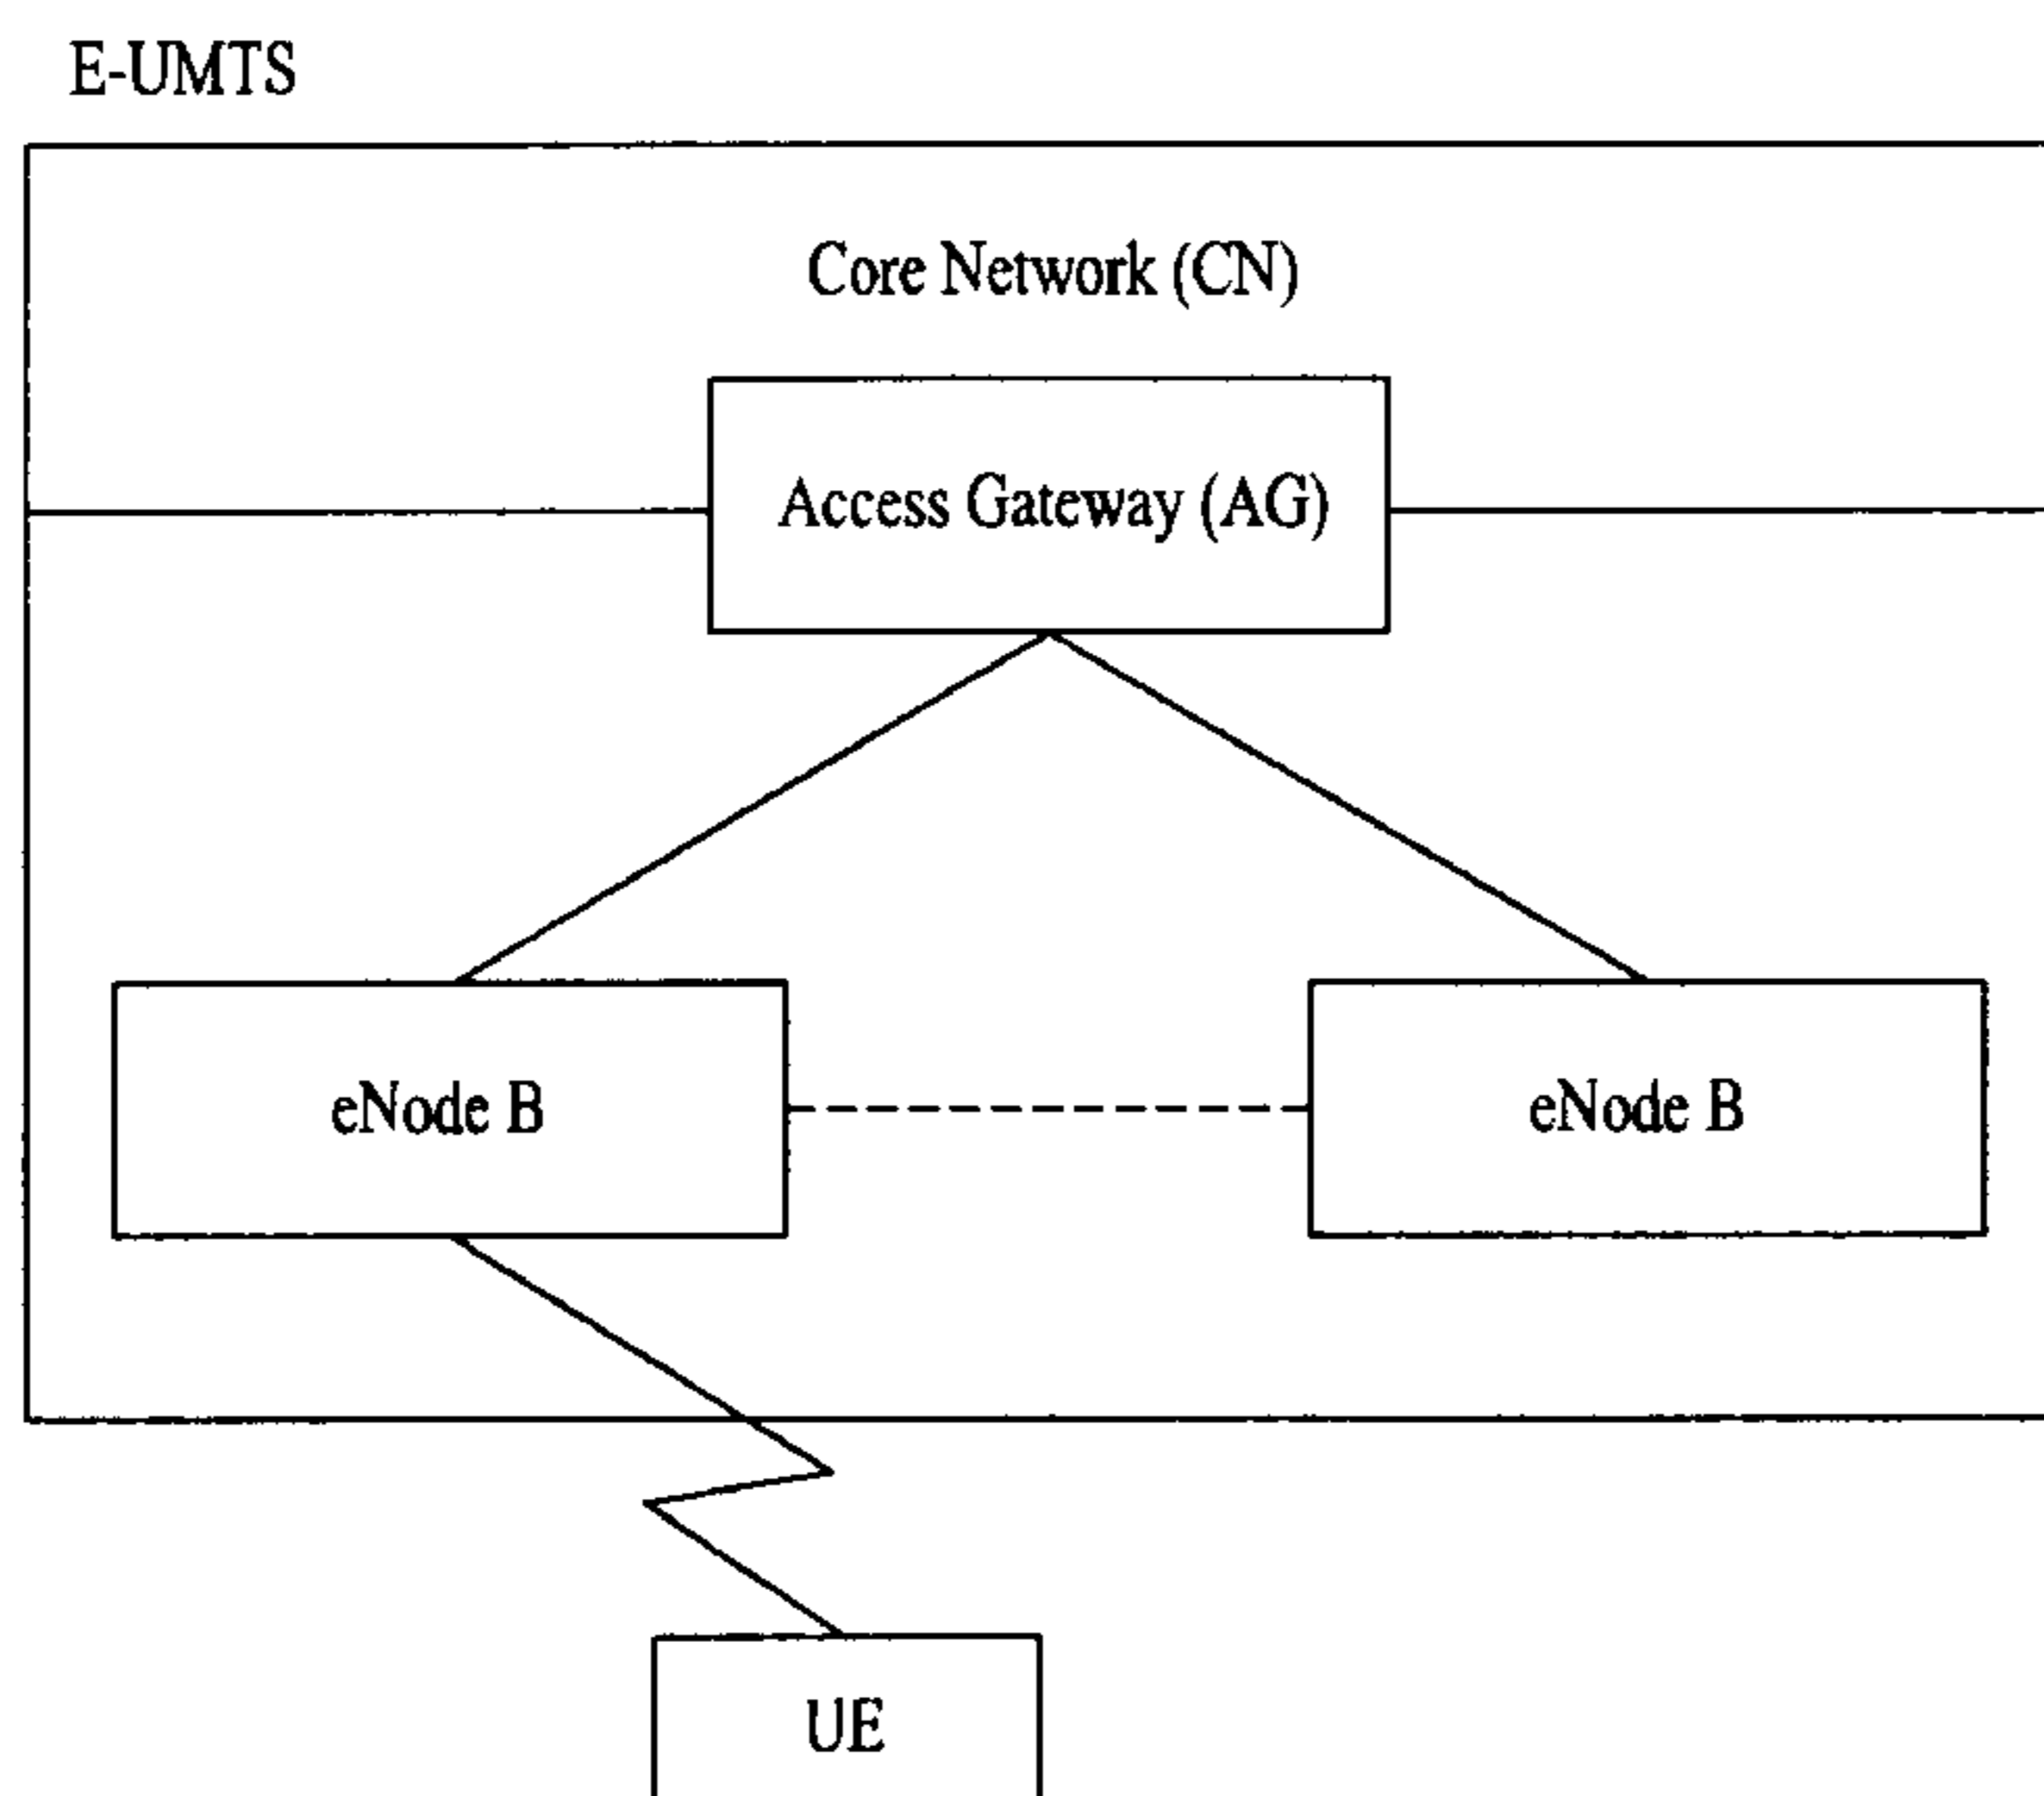 E-UMTS
Core Network (CN)
Access Gateway (AG)
eNode B
eNode B
UE